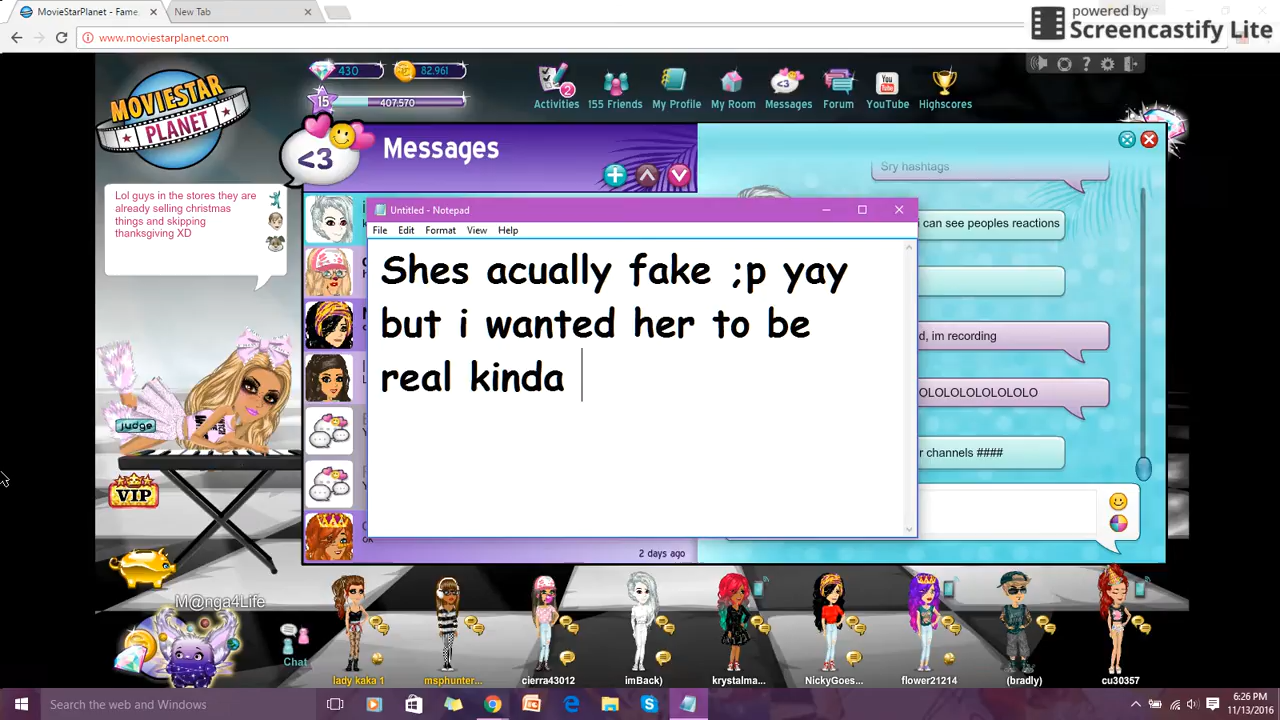 MovieStarPlanet - Fame
New Tab
powered by
Screencastify Lite
www.moviestarplanet.com
430
82.961
15
407.570
MOVIESTAR
PLANET
2
Activities
155 Friends
My Profile
My Room
<3
Messages
Forum
You
Tube
YouTube
Highscores
Lol guys in the stores they are
already selling christmas
things and skipping
thanksgiving XD
<3
Messages
Sry hashtags
can see peoples reactions
d, im recording
OLOLOLOLOLOLO
r channels ####
Untitled - Notepad
File Edit Format View Help
Shes acually fake ;p yay
but i wanted her to be
real kinda
2 days ago
judge
VIP
M@nga4Life
Chat
lady kaka 1
msphunter...
cierra43012
imBack)
krystalma...
NickyGoes...
flower21214
(bradly)
cu30357
Search the web and Windows
6:26 PM
11/13/2016